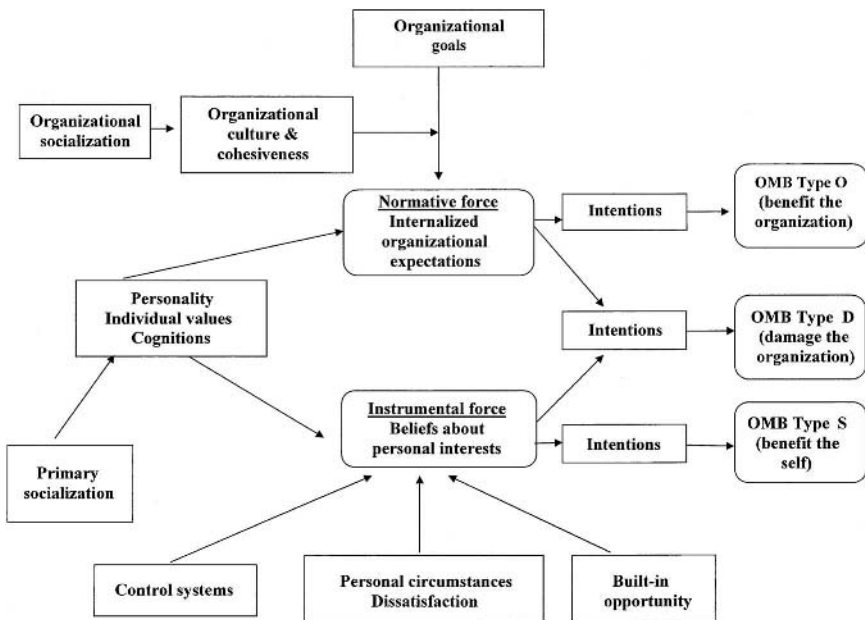 Organizational
goals
Organizational
socialization
Organizational
culture &
cohesiveness
Normative force
Internalized
organizational
expectations
Intentions
OMB Type O
(benefit the
organization)
Personality
Individual values
Cognitions
Intentions
OMB Type D
(damage the
organization)
Instrumental force
Beliefs about
personal interests
Intentions
OMB Type S
(benefit the
self)
Primary
socialization
Control systems
Personal circumstances
Dissatisfaction
Built-in
opportunity